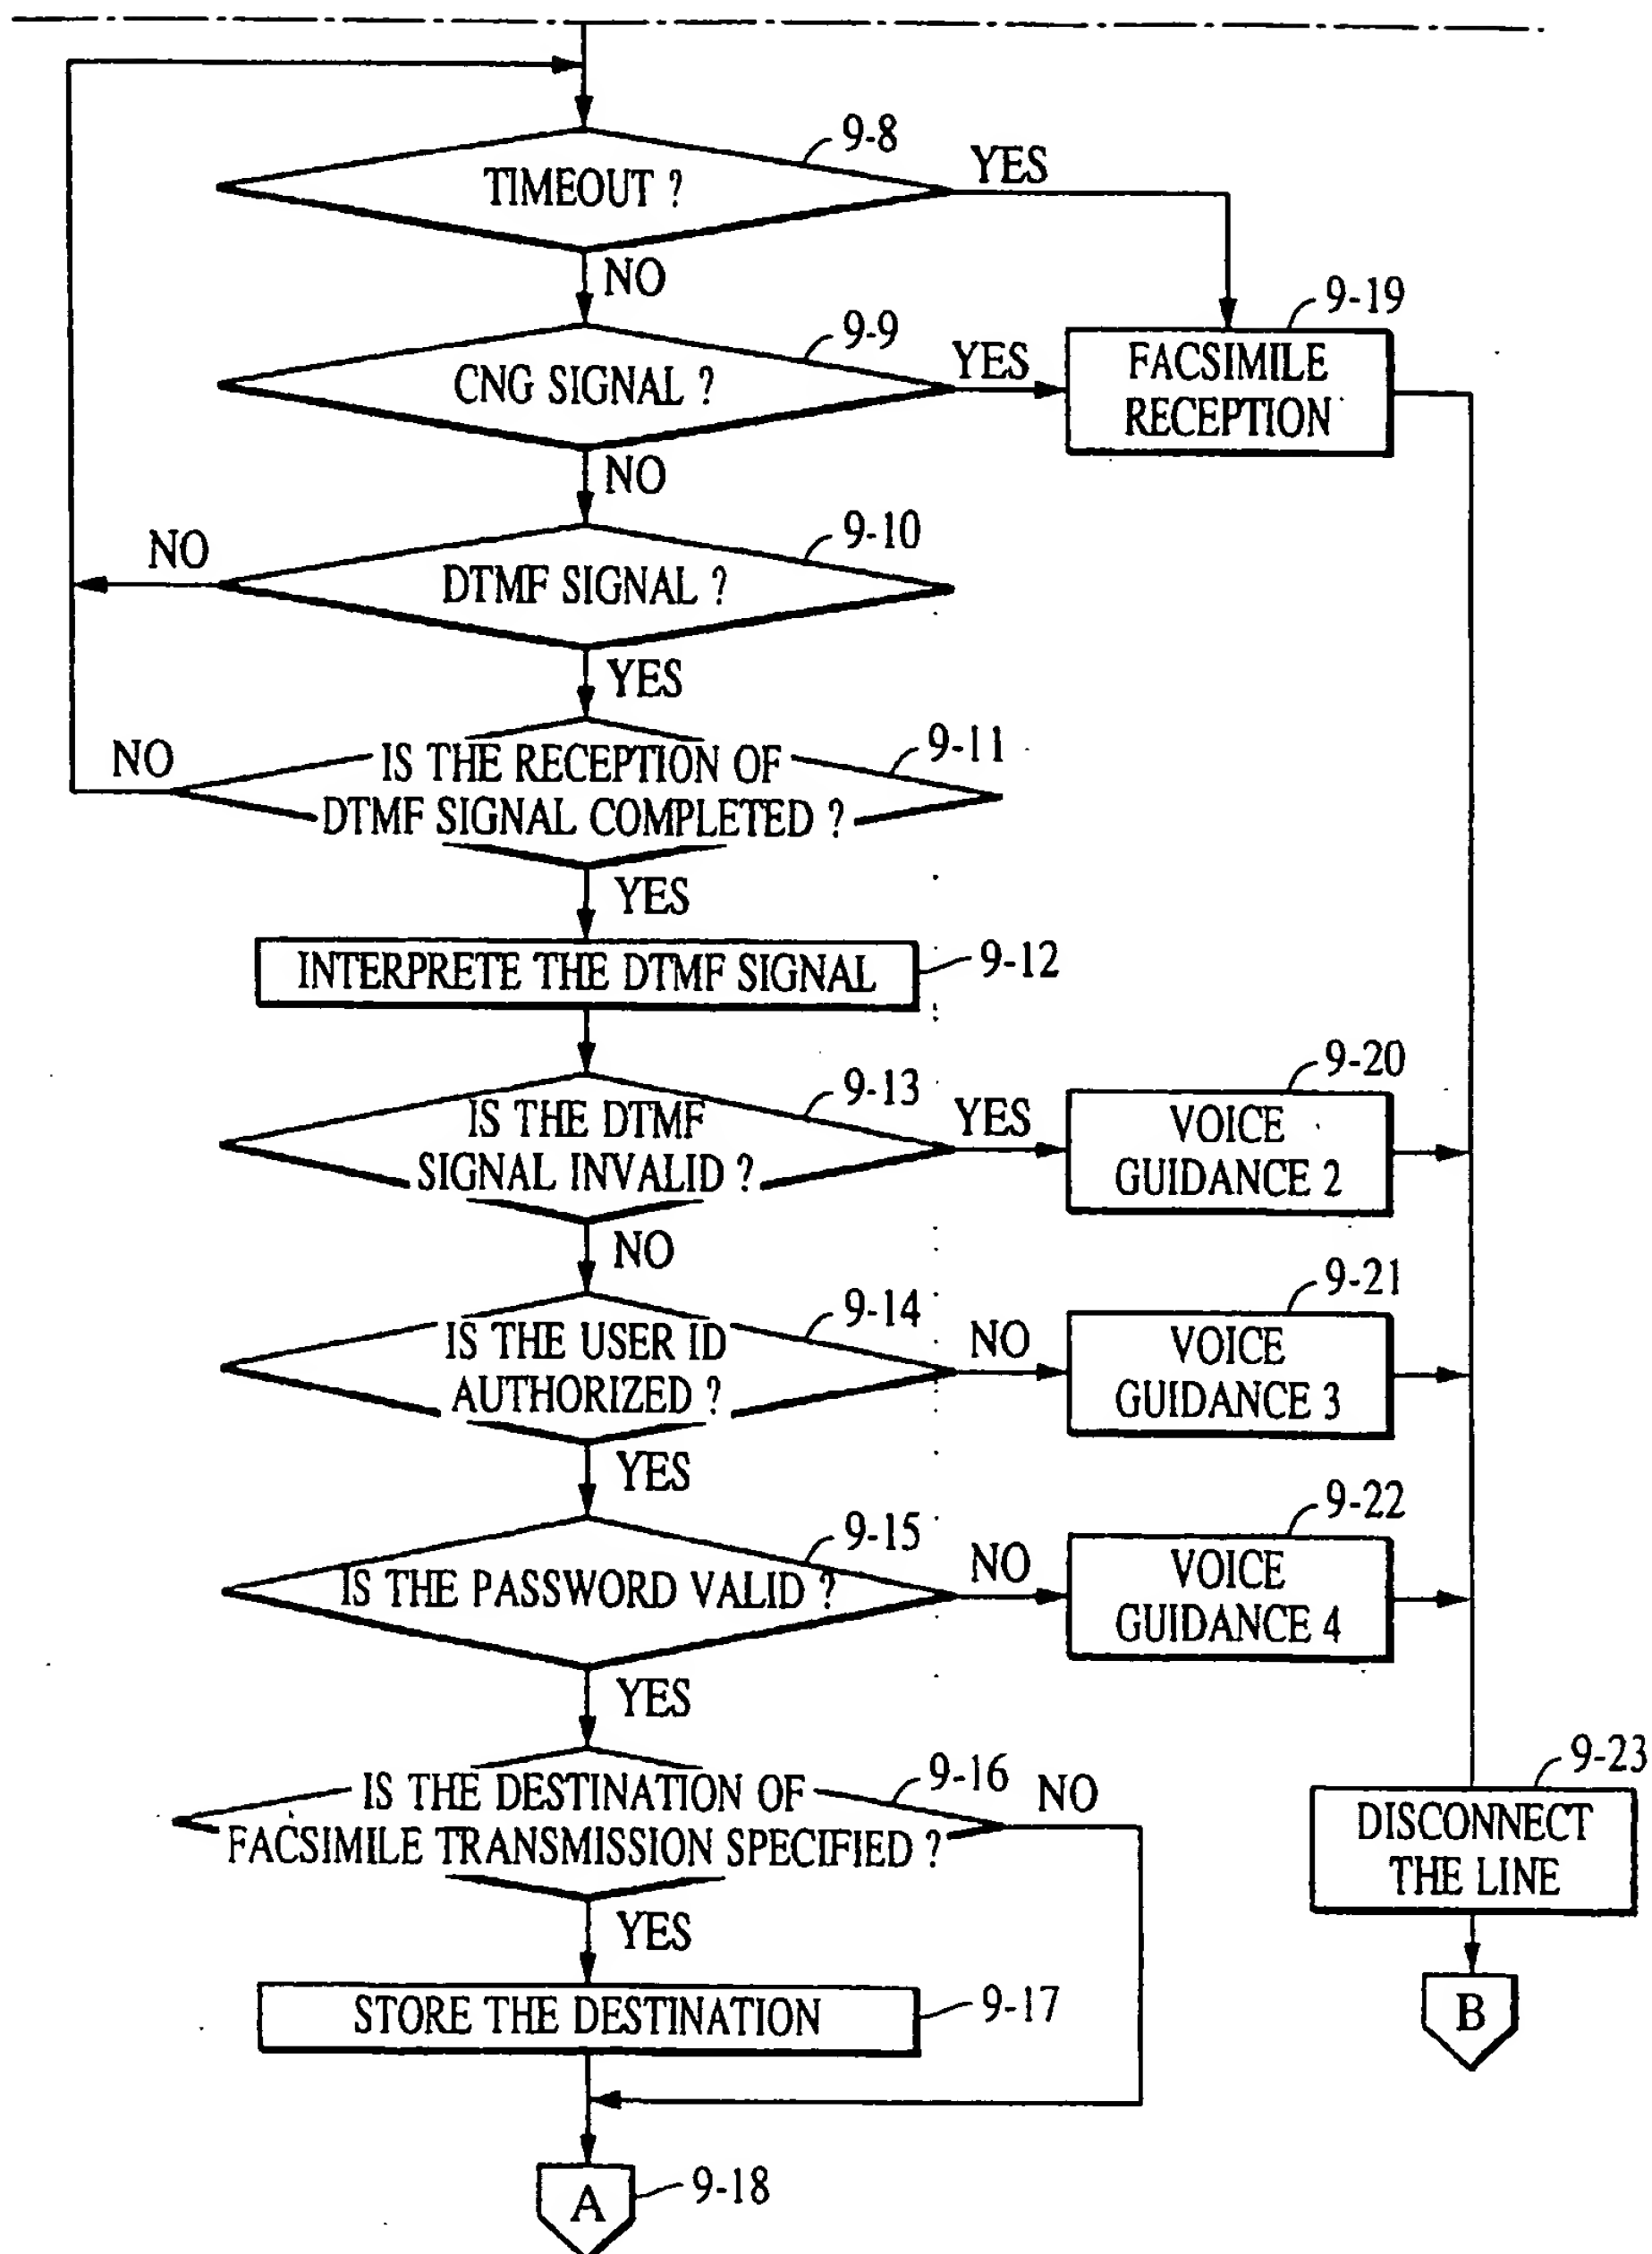 9-8
TIMEOUT ?
YES
NO
9-9
CNG SIGNAL ?
YES
9-19
FACSIMILE
RECEPTION
NO
9-10
DTMF SIGNAL ?
NO
YES
9-11
IS THE RECEPTION OF
DTMF SIGNAL COMPLETED ?
NO
YES
INTERPRETE THE DTMF SIGNAL
9-12
9-13
IS THE DTMF
SIGNAL INVALID ?
YES
9-20
VOICE
GUIDANCE 2
NO
9-14
IS THE USER ID
AUTHORIZED ?
NO
9-21
VOICE
GUIDANCE 3
YES
9-15
IS THE PASSWORD VALID ?
NO
9-22
VOICE
GUIDANCE 4
YES
9-16
IS THE DESTINATION OF
FACSIMILE TRANSMISSION SPECIFIED ?
NO
9-23
DISCONNECT
THE LINE
YES
STORE THE DESTINATION
9-17
B
A
9-18